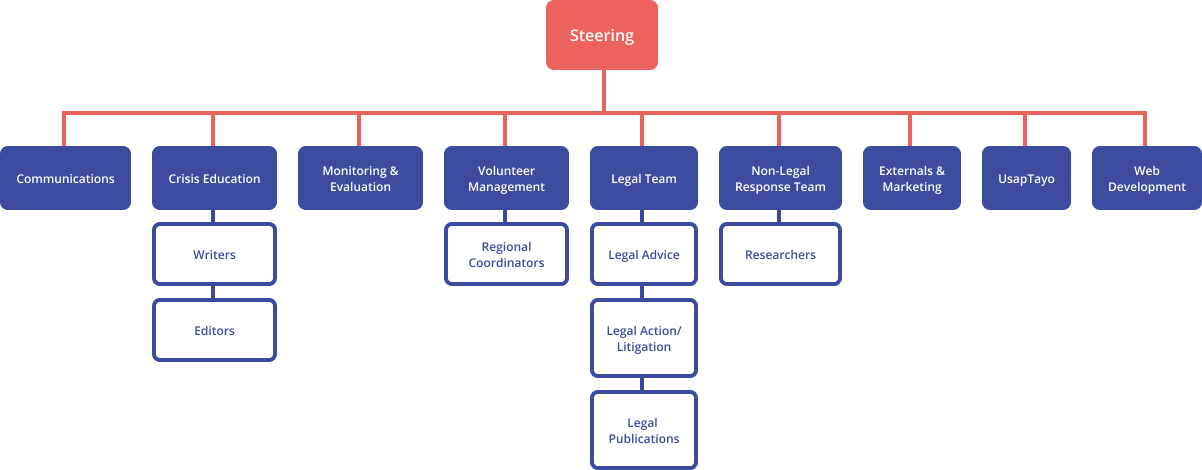 Steering
Communications
Crisis Education
Monitoring &
Evaluation
Volunteer
Management
Legal Team
Non-Legal
Response Team
Externals &
Marketing
UsapTayo
Web
Development
Writers
Regional
Coordinators
Legal Advice
Researchers
Editors
Legal Action/
Litigation
Legal
Publications